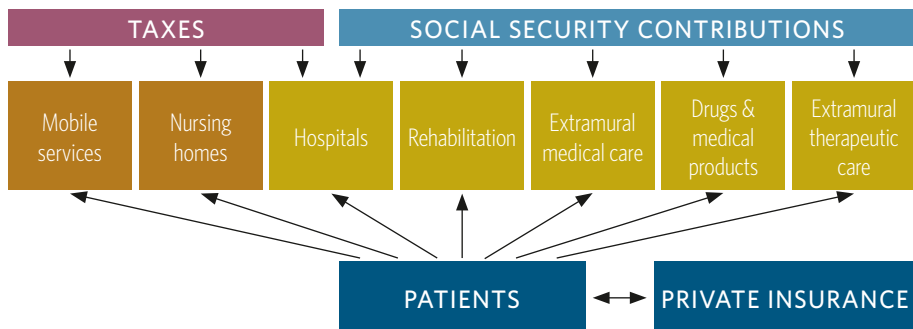 TAXES
SOCIAL SECURITY CONTRIBUTIONS
Mobile
services
Nursing
homes
Hospitals
Rehabilitation
Extramural
medical care
Drugs &
medical
products
Extramural
therapeutic
care
PATIENTS
PRIVATE INSURANCE